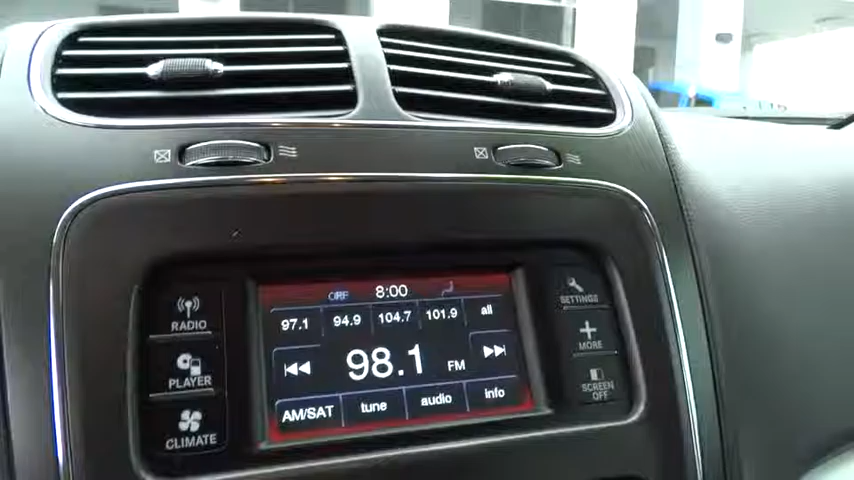 OFF 8:00
RADIO
PLAYER
CLIMATE
97.1 94.9 104.7 101.9 all
98.1 FM
AM/SAT tune audio info
SETTINGS
MORE
SCREEN
OFF